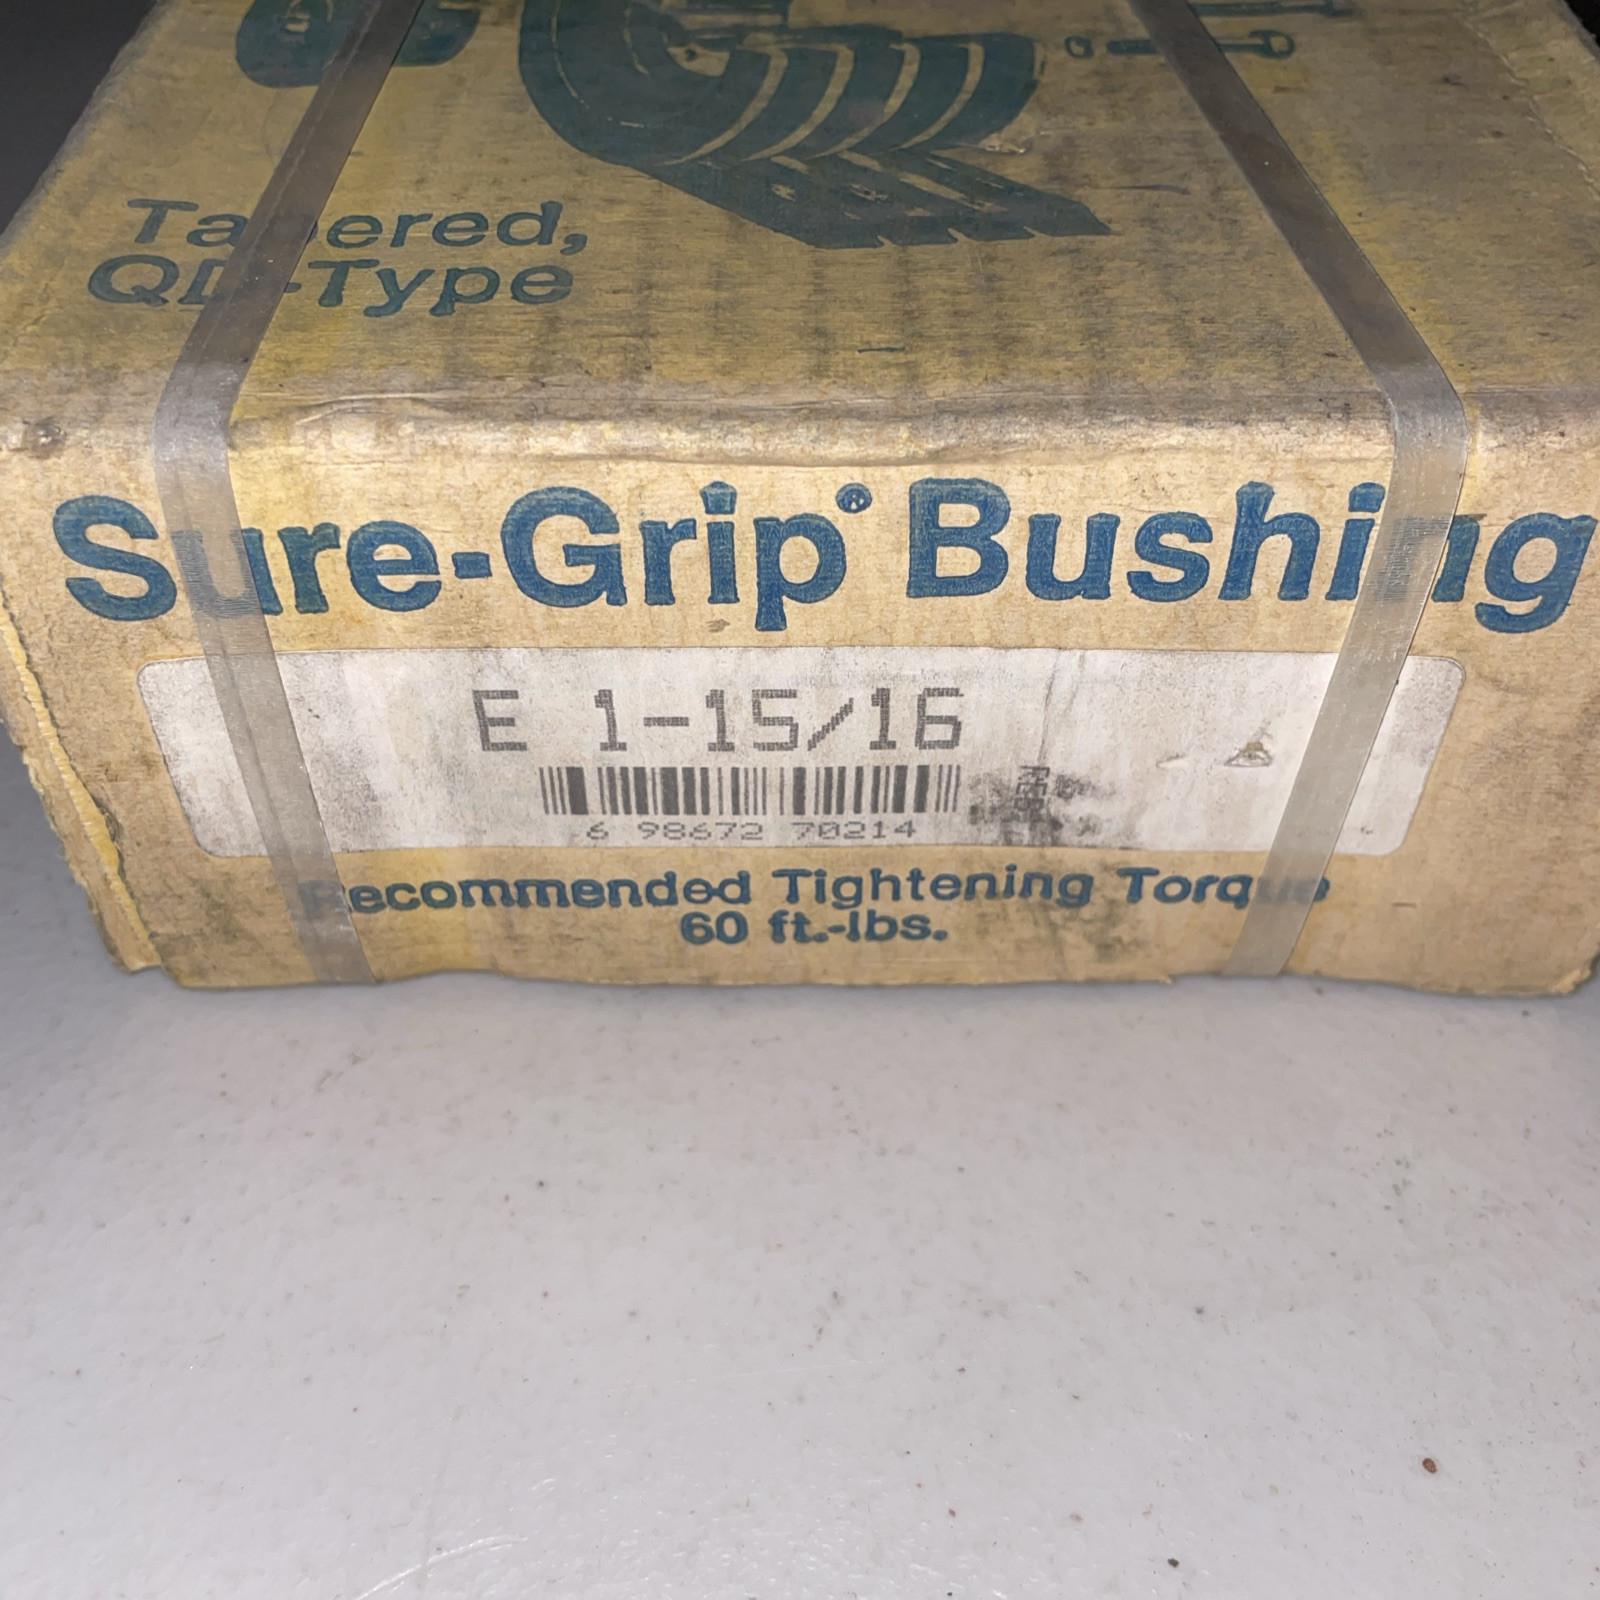 Tapered,
QD-Type
Sure-Grip® Bushing
E 1-15/16
6 98672 70214
Recommended Tightening Torque
60 ft.-lbs.